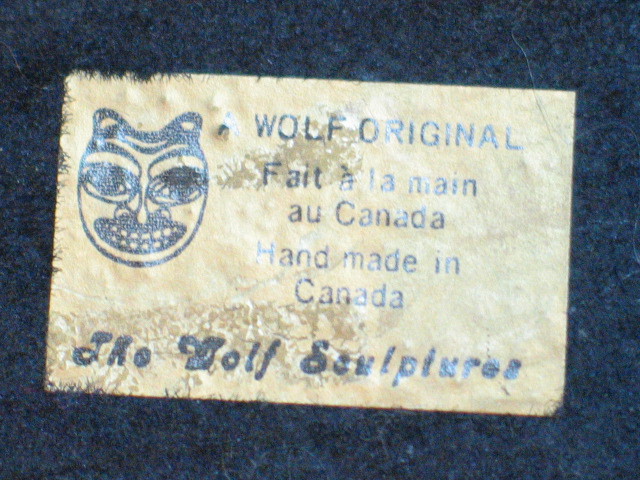 A WOLF ORIGINAL
Fait à la main
au Canada
Hand made in
Canada
The Wolf Sculptures